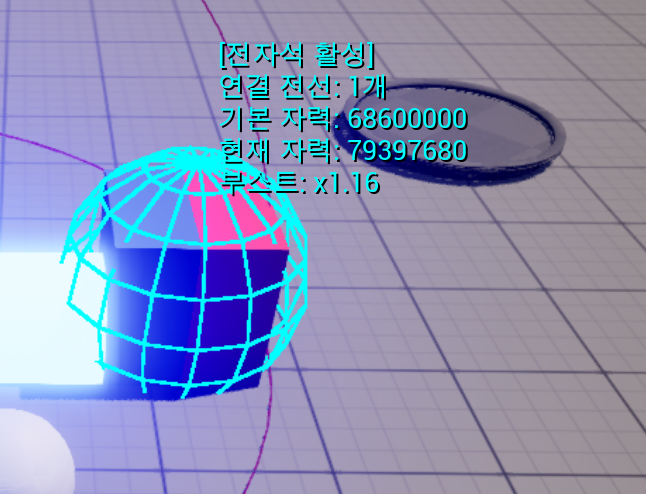 [전자석 활성]
연결 전선: 1개
기본 자력: 68600000
현재 자력: 79397680
부스트: x1.16